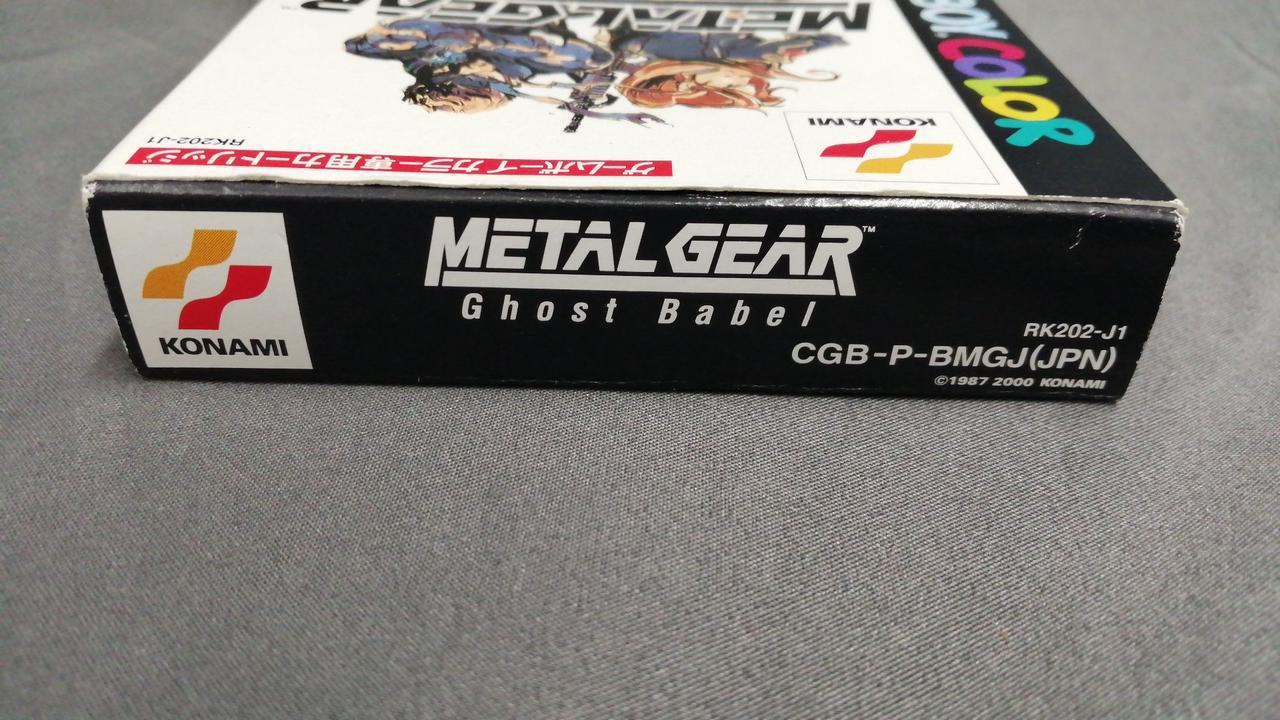 METAL GEAR
BOY COLOR
KONAMI
RK202-J1
ゲームボーイカラー専用カートリッジ
KONAMI
METAL GEAR™
Ghost Babel
RK202-J1
CGB-P-BMGJ(JPN)
©1987 2000 KONAMI